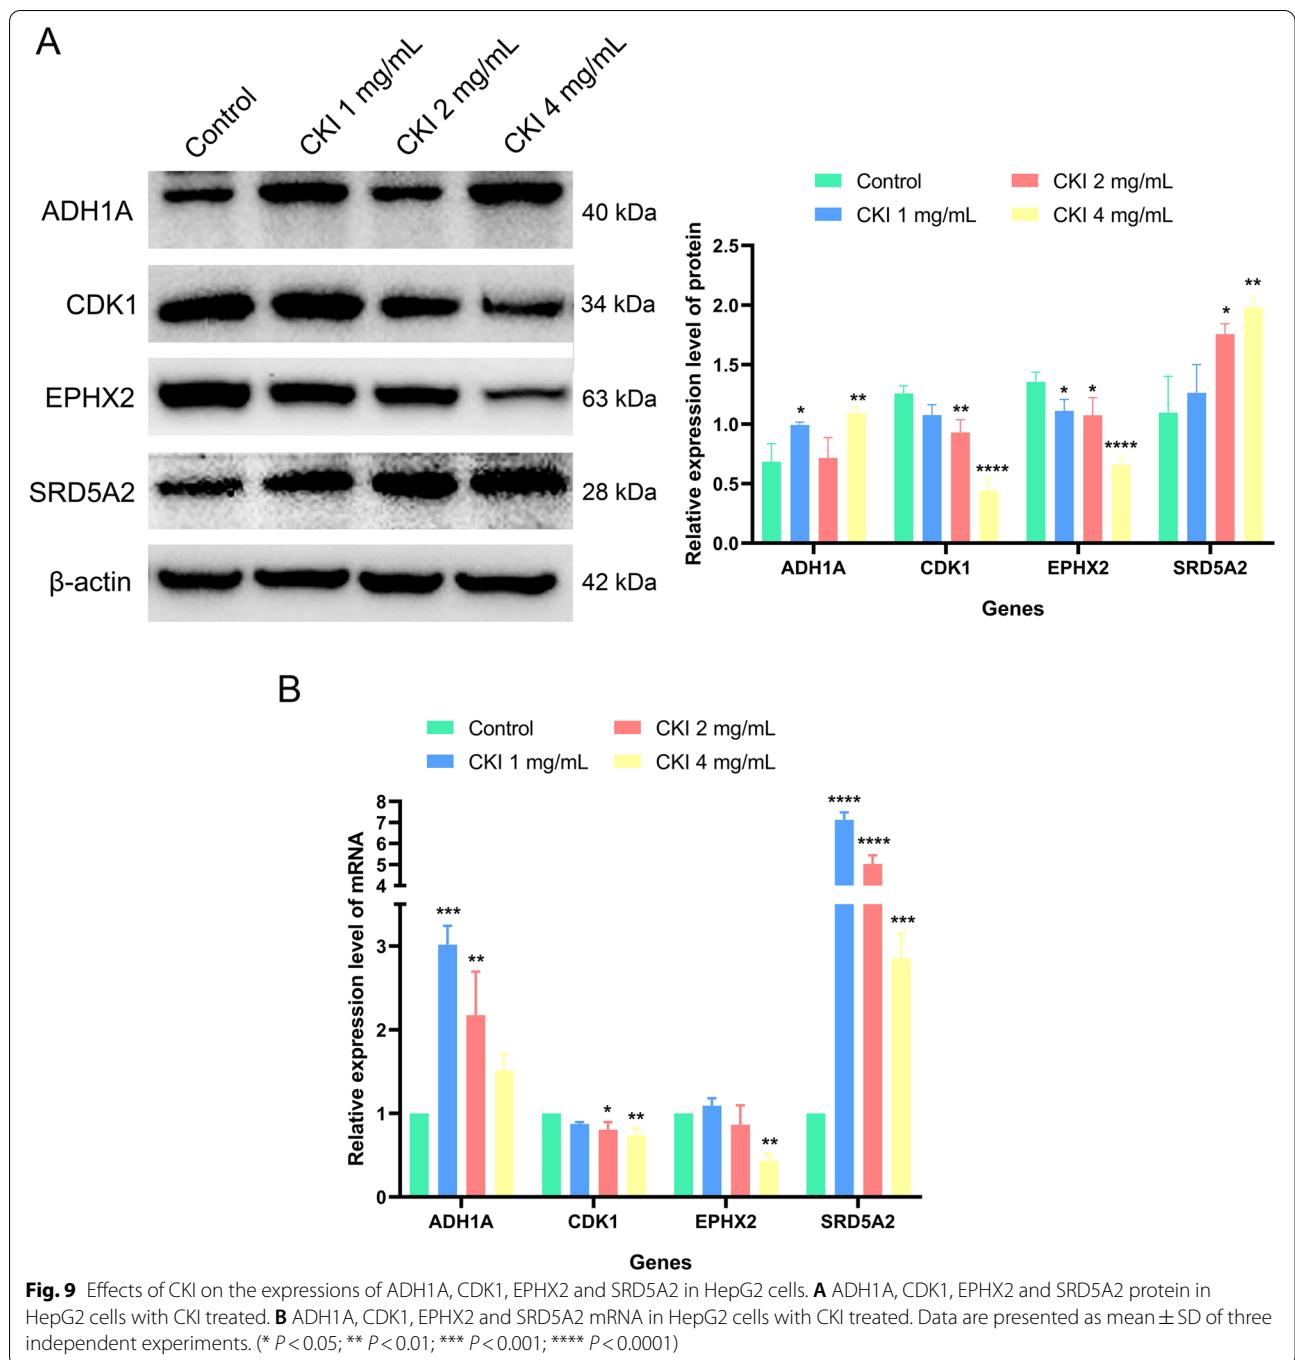 A
Control
CKI 1 mg/mL
CKI 2 mg/mL
CKI 4 mg/mL
ADH1A
40 kDa
CDK1
34 kDa
EPHX2
63 kDa
SRD5A2
28 kDa
β-actin
42 kDa
Control
CKI 2 mg/mL
CKI 1 mg/mL
CKI 4 mg/mL
Relative expression level of protein
2.5
2.0
1.5
1.0
0.5
0.0
*
**
**
****
*
*
****
*
**
ADH1A
CDK1
EPHX2
SRD5A2
Genes
B
Control
CKI 2 mg/mL
CKI 1 mg/mL
CKI 4 mg/mL
Relative expression level of mRNA
8
7
6
5
4
3
2
1
0
***
**
*
**
**
****
****
***
ADH1A
CDK1
EPHX2
SRD5A2
Genes
Fig. 9 Effects of CKI on the expressions of ADH1A, CDK1, EPHX2 and SRD5A2 in HepG2 cells. A ADH1A, CDK1, EPHX2 and SRD5A2 protein in
HepG2 cells with CKI treated. B ADH1A, CDK1, EPHX2 and SRD5A2 mRNA in HepG2 cells with CKI treated. Data are presented as mean ± SD of three
independent experiments. (* P < 0.05; ** P < 0.01; *** P < 0.001; **** P < 0.0001)